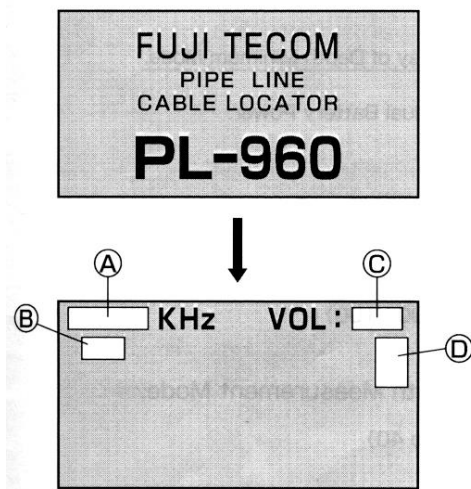 FUJI TECOM
PIPE LINE
CABLE LOCATOR
PL-960
Ⓐ
Ⓒ
Ⓑ
KHz VOL:
Ⓓ